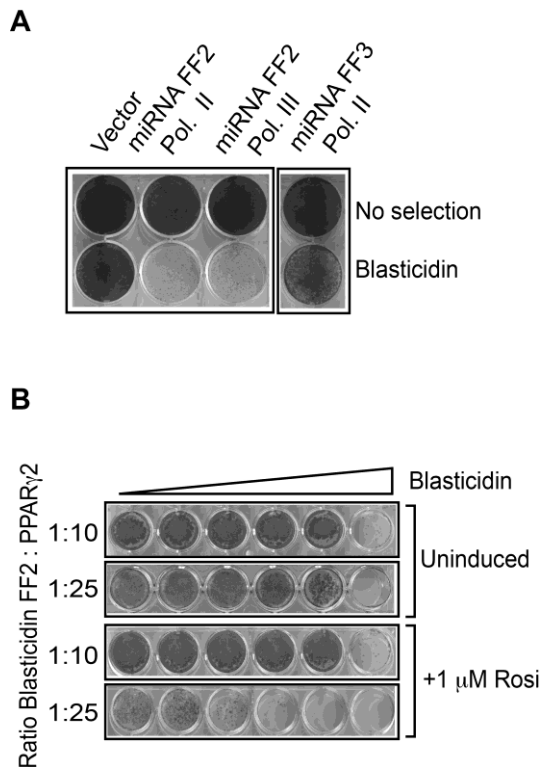 A
Vector
miRNA FF2
Pol. II
miRNA FF2
Pol. III
miRNA FF3
Pol. II
No selection
Blasticidin
B
Blasticidin
Ratio Blasticidin FF2 : PPARγ2
1:10
1:25
Uninduced
1:10
1:25
+1 μM Rosi